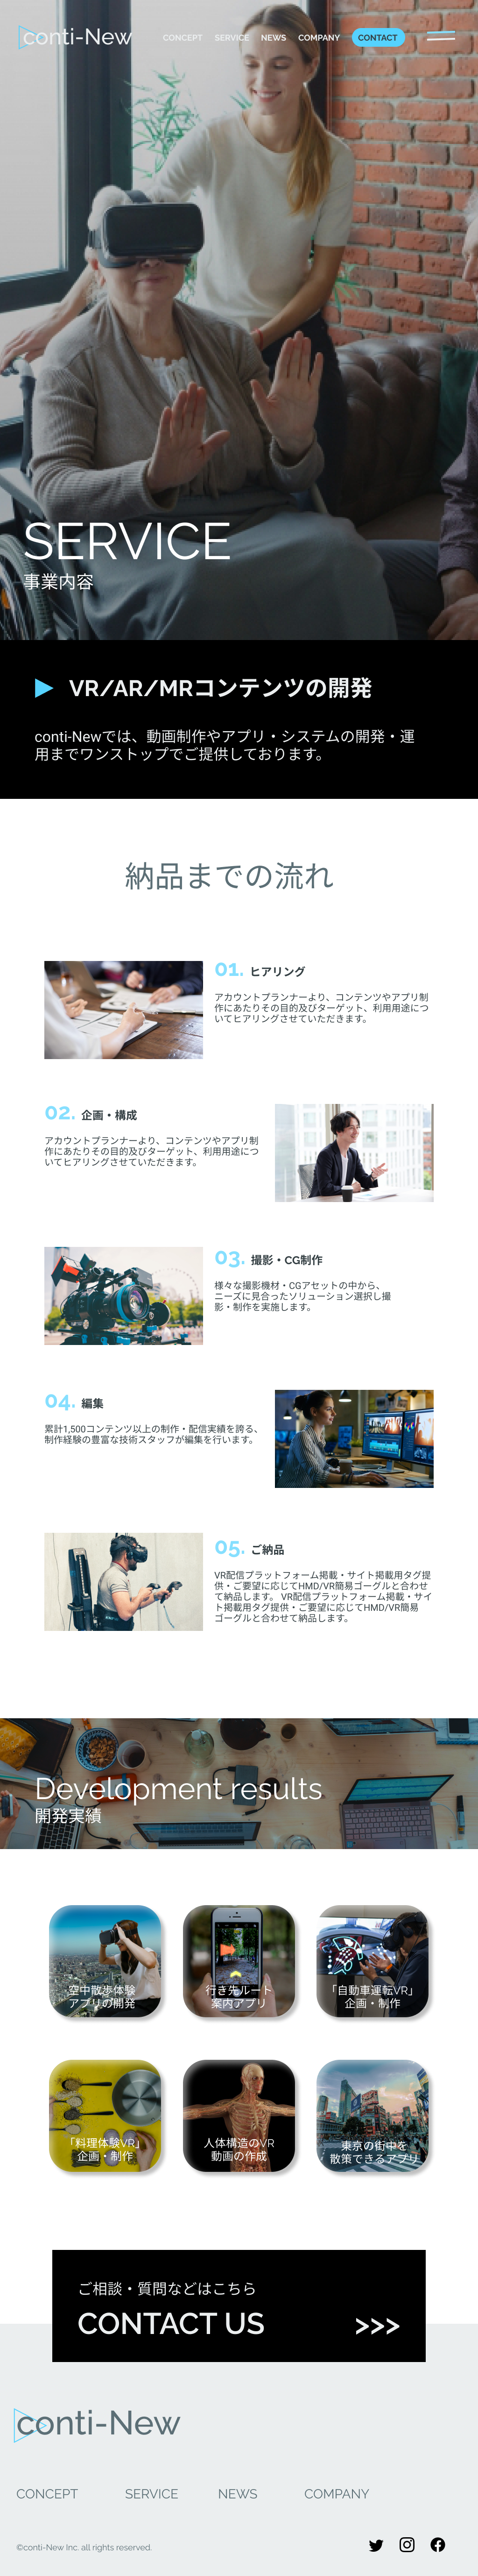 conti-New
CONCEPT SERVICE NEWS COMPANY CONTACT
SERVICE
事業内容
VR/AR/MRコンテンツの開発
conti-Newでは、動画制作やアプリ・システムの開発・運
用までワンストップでご提供しております。
納品までの流れ
01. ヒアリング
アカウントプランナーより、コンテンツやアプリ制
作にあたりその目的及びターゲット、利用用途につ
いてヒアリングさせていただきます。
02. 企画・構成
アカウントプランナーより、コンテンツやアプリ制
作にあたりその目的及びターゲット、利用用途につ
いてヒアリングさせていただきます。
03. 撮影・CG制作
様々な撮影機材・CGアセットの中から、
ニーズに見合ったソリューション選択し撮
影・制作を実施します。
04. 編集
累計1,500コンテンツ以上の制作・配信実績を誇る、
制作経験の豊富な技術スタッフが編集を行います。
05. ご納品
VR配信プラットフォーム掲載・サイト掲載用タグ提
供・ご要望に応じてHMD/VR簡易ゴーグルと合わせ
て納品します。 VR配信プラットフォーム掲載・サイ
ト掲載用タグ提供・ご要望に応じてHMD/VR簡易
ゴーグルと合わせて納品します。
Development results
開発実績
空中散歩体験
アプリの開発
行き先ルート
案内アプリ
「自動車運転VR」
企画・制作
「料理体験VR」
企画・制作
人体構造のVR
動画の作成
東京の街中を
散策できるアプリ
ご相談・質問などはこちら
CONTACT US >>>
conti-New
CONCEPT SERVICE NEWS COMPANY
©conti-New Inc. all rights reserved.